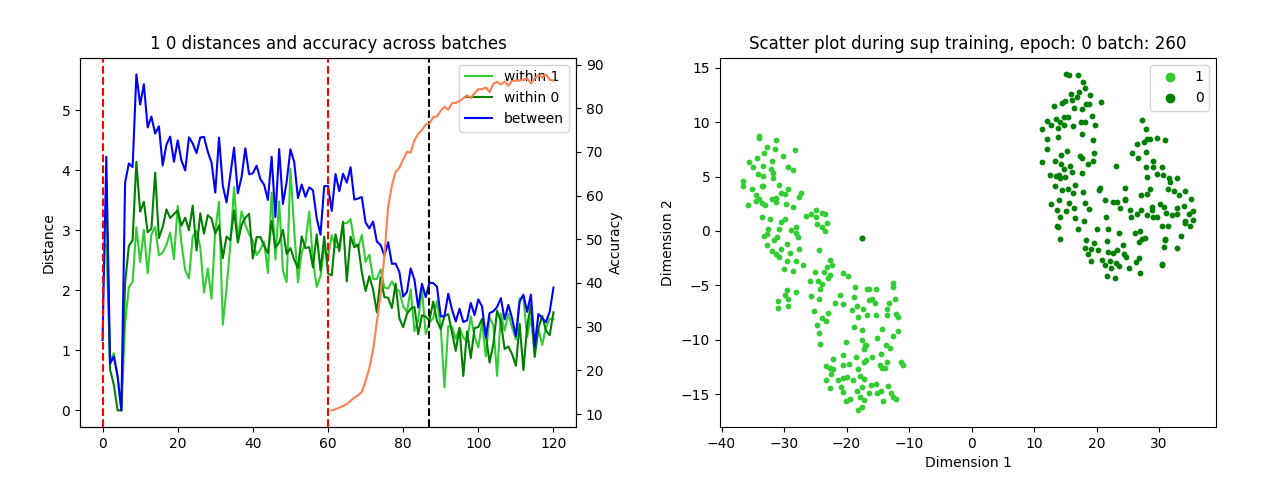 1 0 distances and accuracy across batches
Distance
5
4
3
2
1
0
0 20 40 60 80 100 120
90
80
70
60
50
40
30
20
10
Accuracy
within 1
within 0
between
Scatter plot during sup training, epoch: 0 batch: 260
Dimension 2
15
10
5
0
−5
−10
−15
−40 −30 −20 −10 0 10 20 30
Dimension 1
1
0